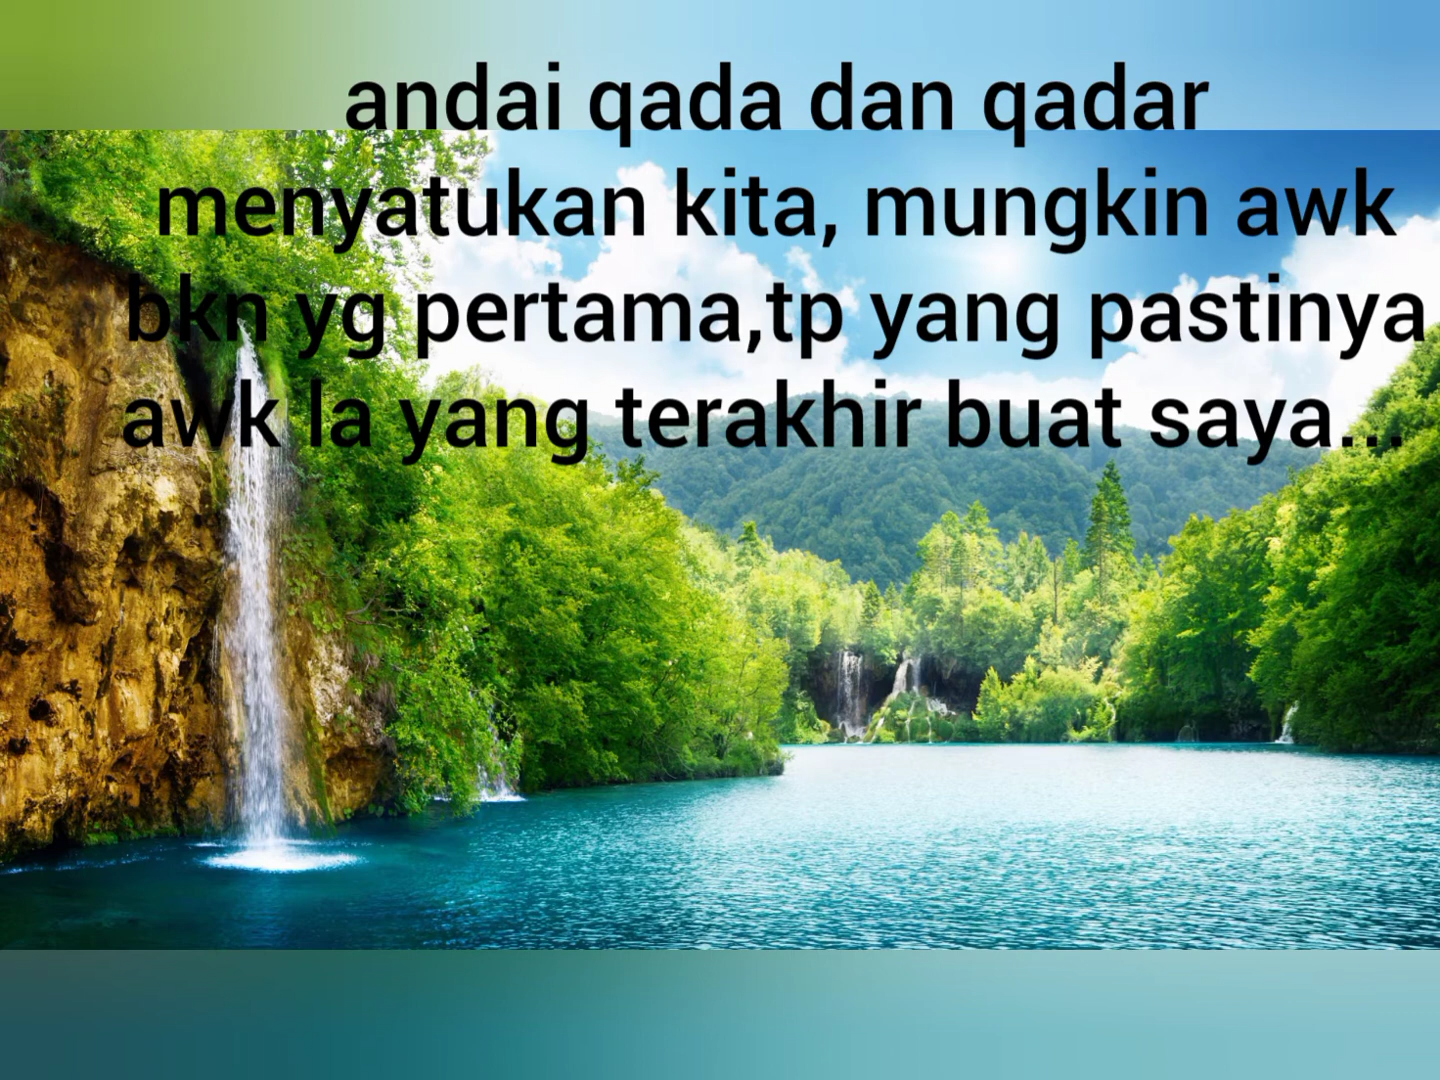 andai qada dan qadar
menyatukan kita, mungkin awk
bkn yg pertama,tp yang pastinya
awk la yang terakhir buat saya...